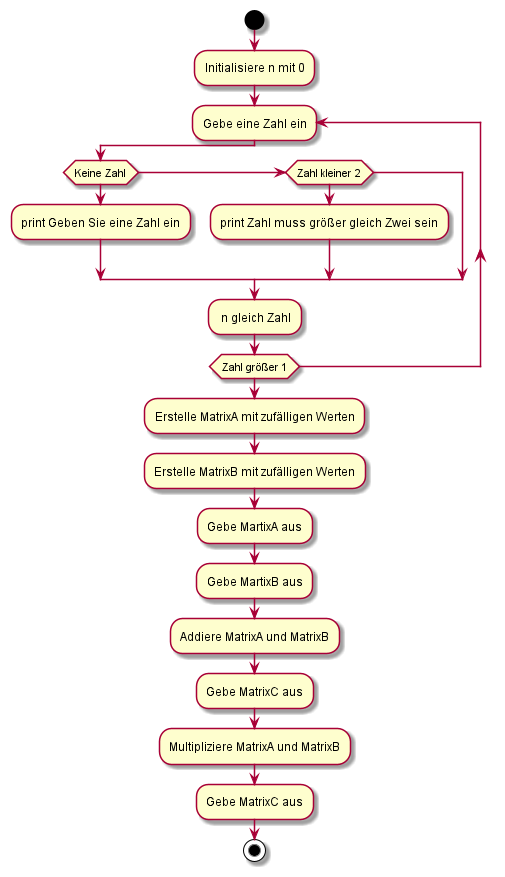 Initialisiere n mit 0
Gebe eine Zahl ein
Keine Zahl
Zahl kleiner 2
print Geben Sie eine Zahl ein
print Zahl muss größer gleich Zwei sein
n gleich Zahl
Zahl größer 1
Erstelle MatrixA mit zufälligen Werten
Erstelle MatrixB mit zufälligen Werten
Gebe MartixA aus
Gebe MartixB aus
Addiere MatrixA und MatrixB
Gebe MatrixC aus
Multipliziere MatrixA und MatrixB
Gebe MatrixC aus